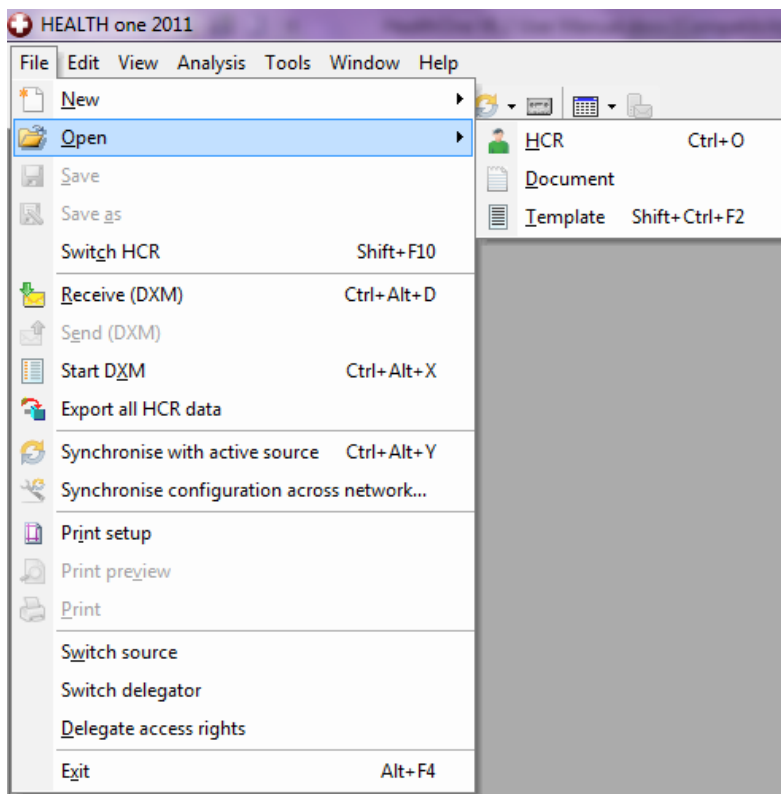 HEALTH one 2011
File Edit View Analysis Tools Window Help
New
Open
HCR Ctrl+O
Document
Template Shift+Ctrl+F2
Save
Save as
Switch HCR Shift+F10
Receive (DXM) Ctrl+Alt+D
Send (DXM)
Start DXM Ctrl+Alt+X
Export all HCR data
Synchronise with active source Ctrl+Alt+Y
Synchronise configuration across network...
Print setup
Print preview
Print
Switch source
Switch delegator
Delegate access rights
Exit Alt+F4